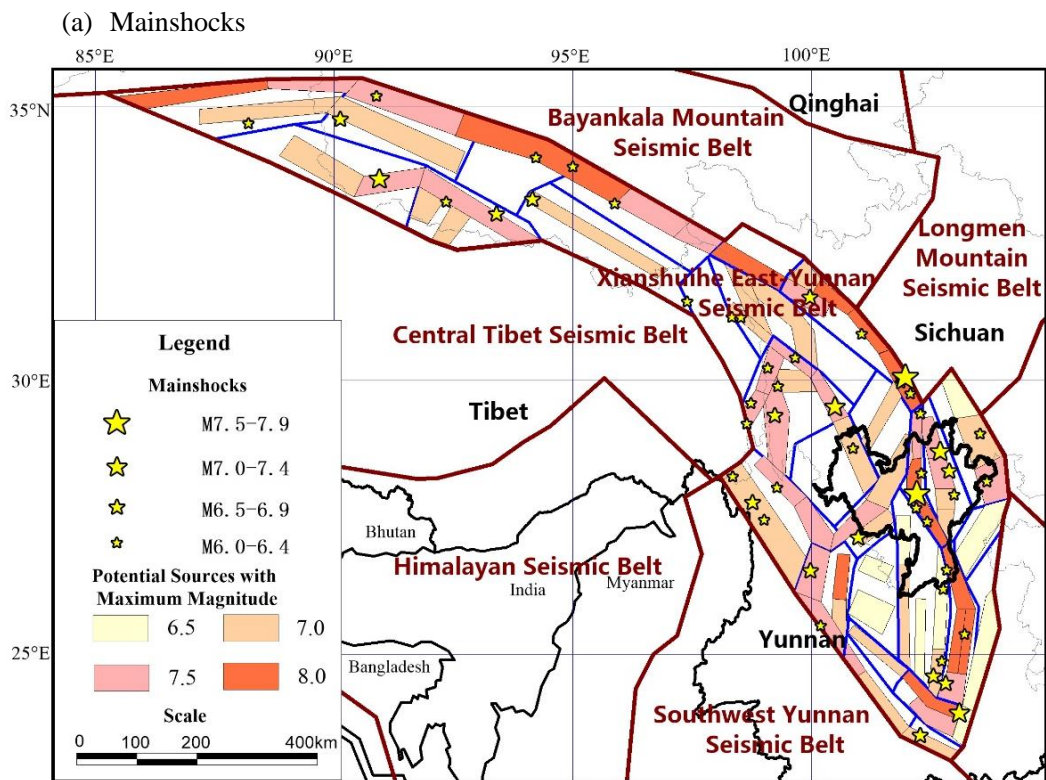 (a) Mainshocks
85°E 90°E 95°E 100°E
35°N
30°N
25°N
Qinghai
Bayankala Mountain
Seismic Belt
Longmen
Mountain
Seismic Belt
Xianshuihe East-Yunnan
Seismic Belt
Sichuan
Central Tibet Seismic Belt
Tibet
Bhutan
Himalayan Seismic Belt
India
Myanmar
Bangladesh
Yunnan
Southwest Yunnan
Seismic Belt
Legend
Mainshocks
M7.5-7.9
M7.0-7.4
M6.5-6.9
M6.0-6.4
Potential Sources with
Maximum Magnitude
6.5 7.0
7.5 8.0
Scale
0 100 200 400km